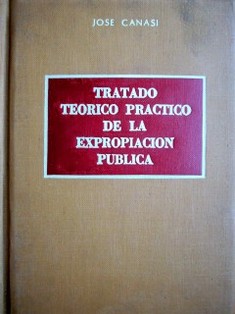 JOSE CANASI
TRATADO
TEORICO PRACTICO
DE LA
EXPROPIACION
PUBLICA